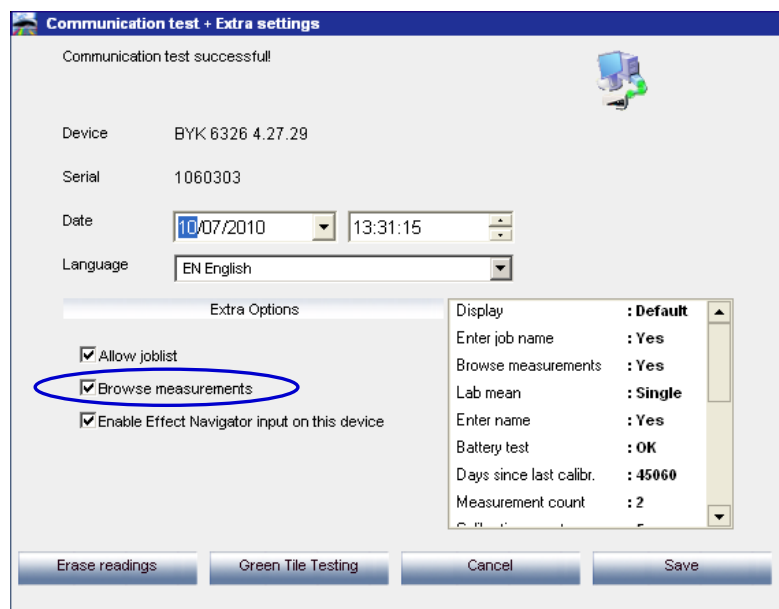 Communication test + Extra settings
Communication test successful!
Device BYK 6326 4.27.29
Serial 1060303
Date 10/07/2010 13:31:15
Language EN English
Extra Options
Allow joblist
Browse measurements
Enable Effect Navigator input on this device
Display : Default
Enter job name : Yes
Browse measurements : Yes
Lab mean : Single
Enter name : Yes
Battery test : OK
Days since last calibr. : 45060
Measurement count : 2
Erase readings Green Tile Testing Cancel Save